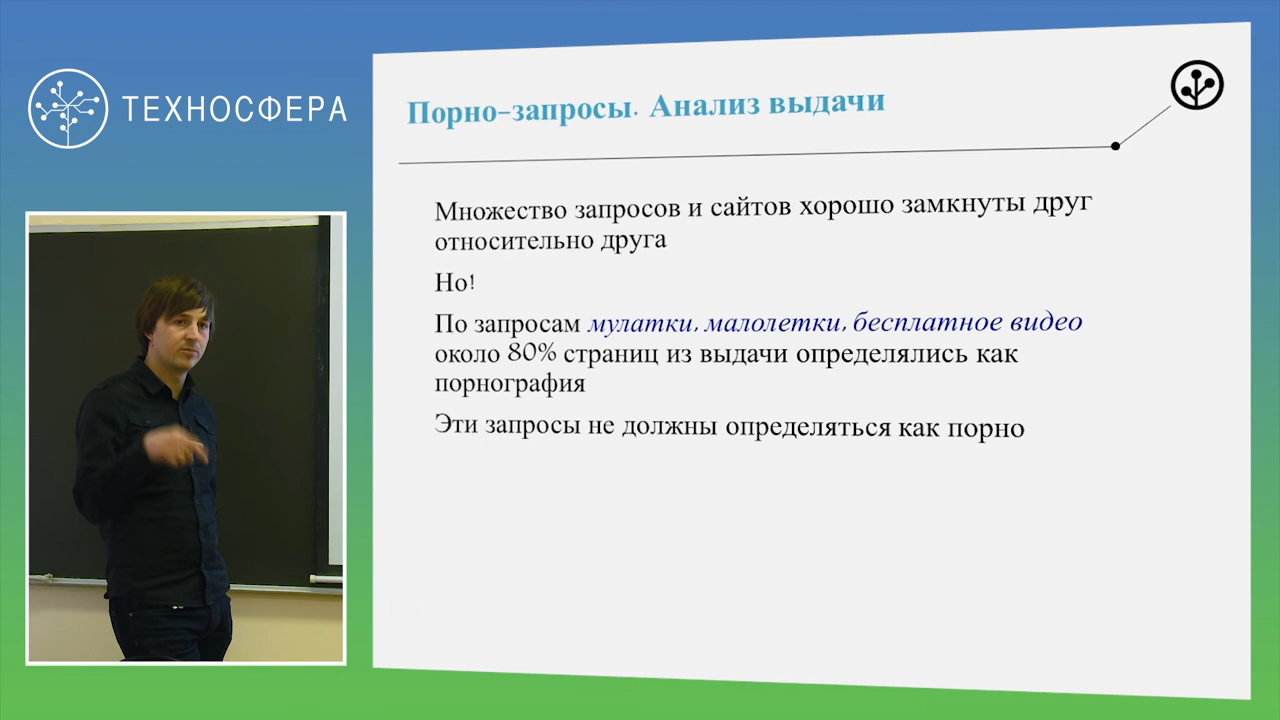 ТЕХНОСФЕРА
Порно-запросы. Анализ выдачи
Множество запросов и сайтов хорошо замкнуты друг
относительно друга
Но!
По запросам мулатки, малолетки, бесплатное видео
около 80% страниц из выдачи определялись как
порнография
Эти запросы не должны определяться как порно